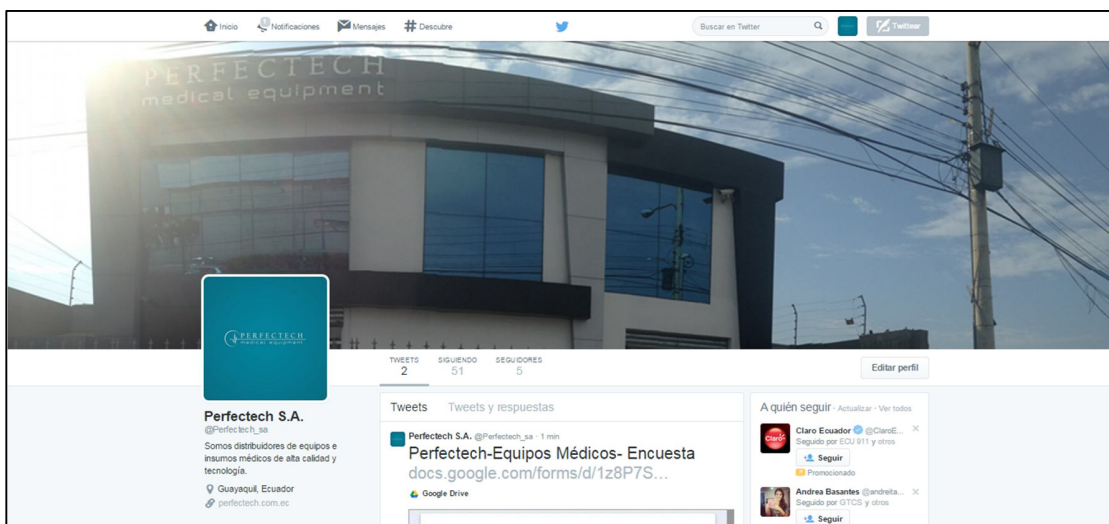 Inicio
Notificaciones
Mensajes
Descubre
Buscar en Twitter
Twittear
PERFECTECH
medical equipment
PERFECTECH
medical equipment
TWEETS
2
SIGUIENDO
51
SEGUIDORES
5
Editar perfil
Perfectech S.A.
@Perfectech_sa
Somos distribuidores de equipos e
insumos médicos de alta calidad y
tecnología.
Guayaquil, Ecuador
perfectech.com.ec
Tweets Tweets y respuestas
Perfectech S.A. @Perfectech_sa · 1 min
Perfectech-Equipos Médicos- Encuesta
docs.google.com/forms/d/1z8P7S...
Google Drive
A quién seguir · Actualizar · Ver todos
Claro Ecuador @ClaroE...
Seguido por ECU 911 y otros
Claro
Seguir
Promocionado
Andrea Basantes @andreita...
Seguido por GTCS y otros
Seguir